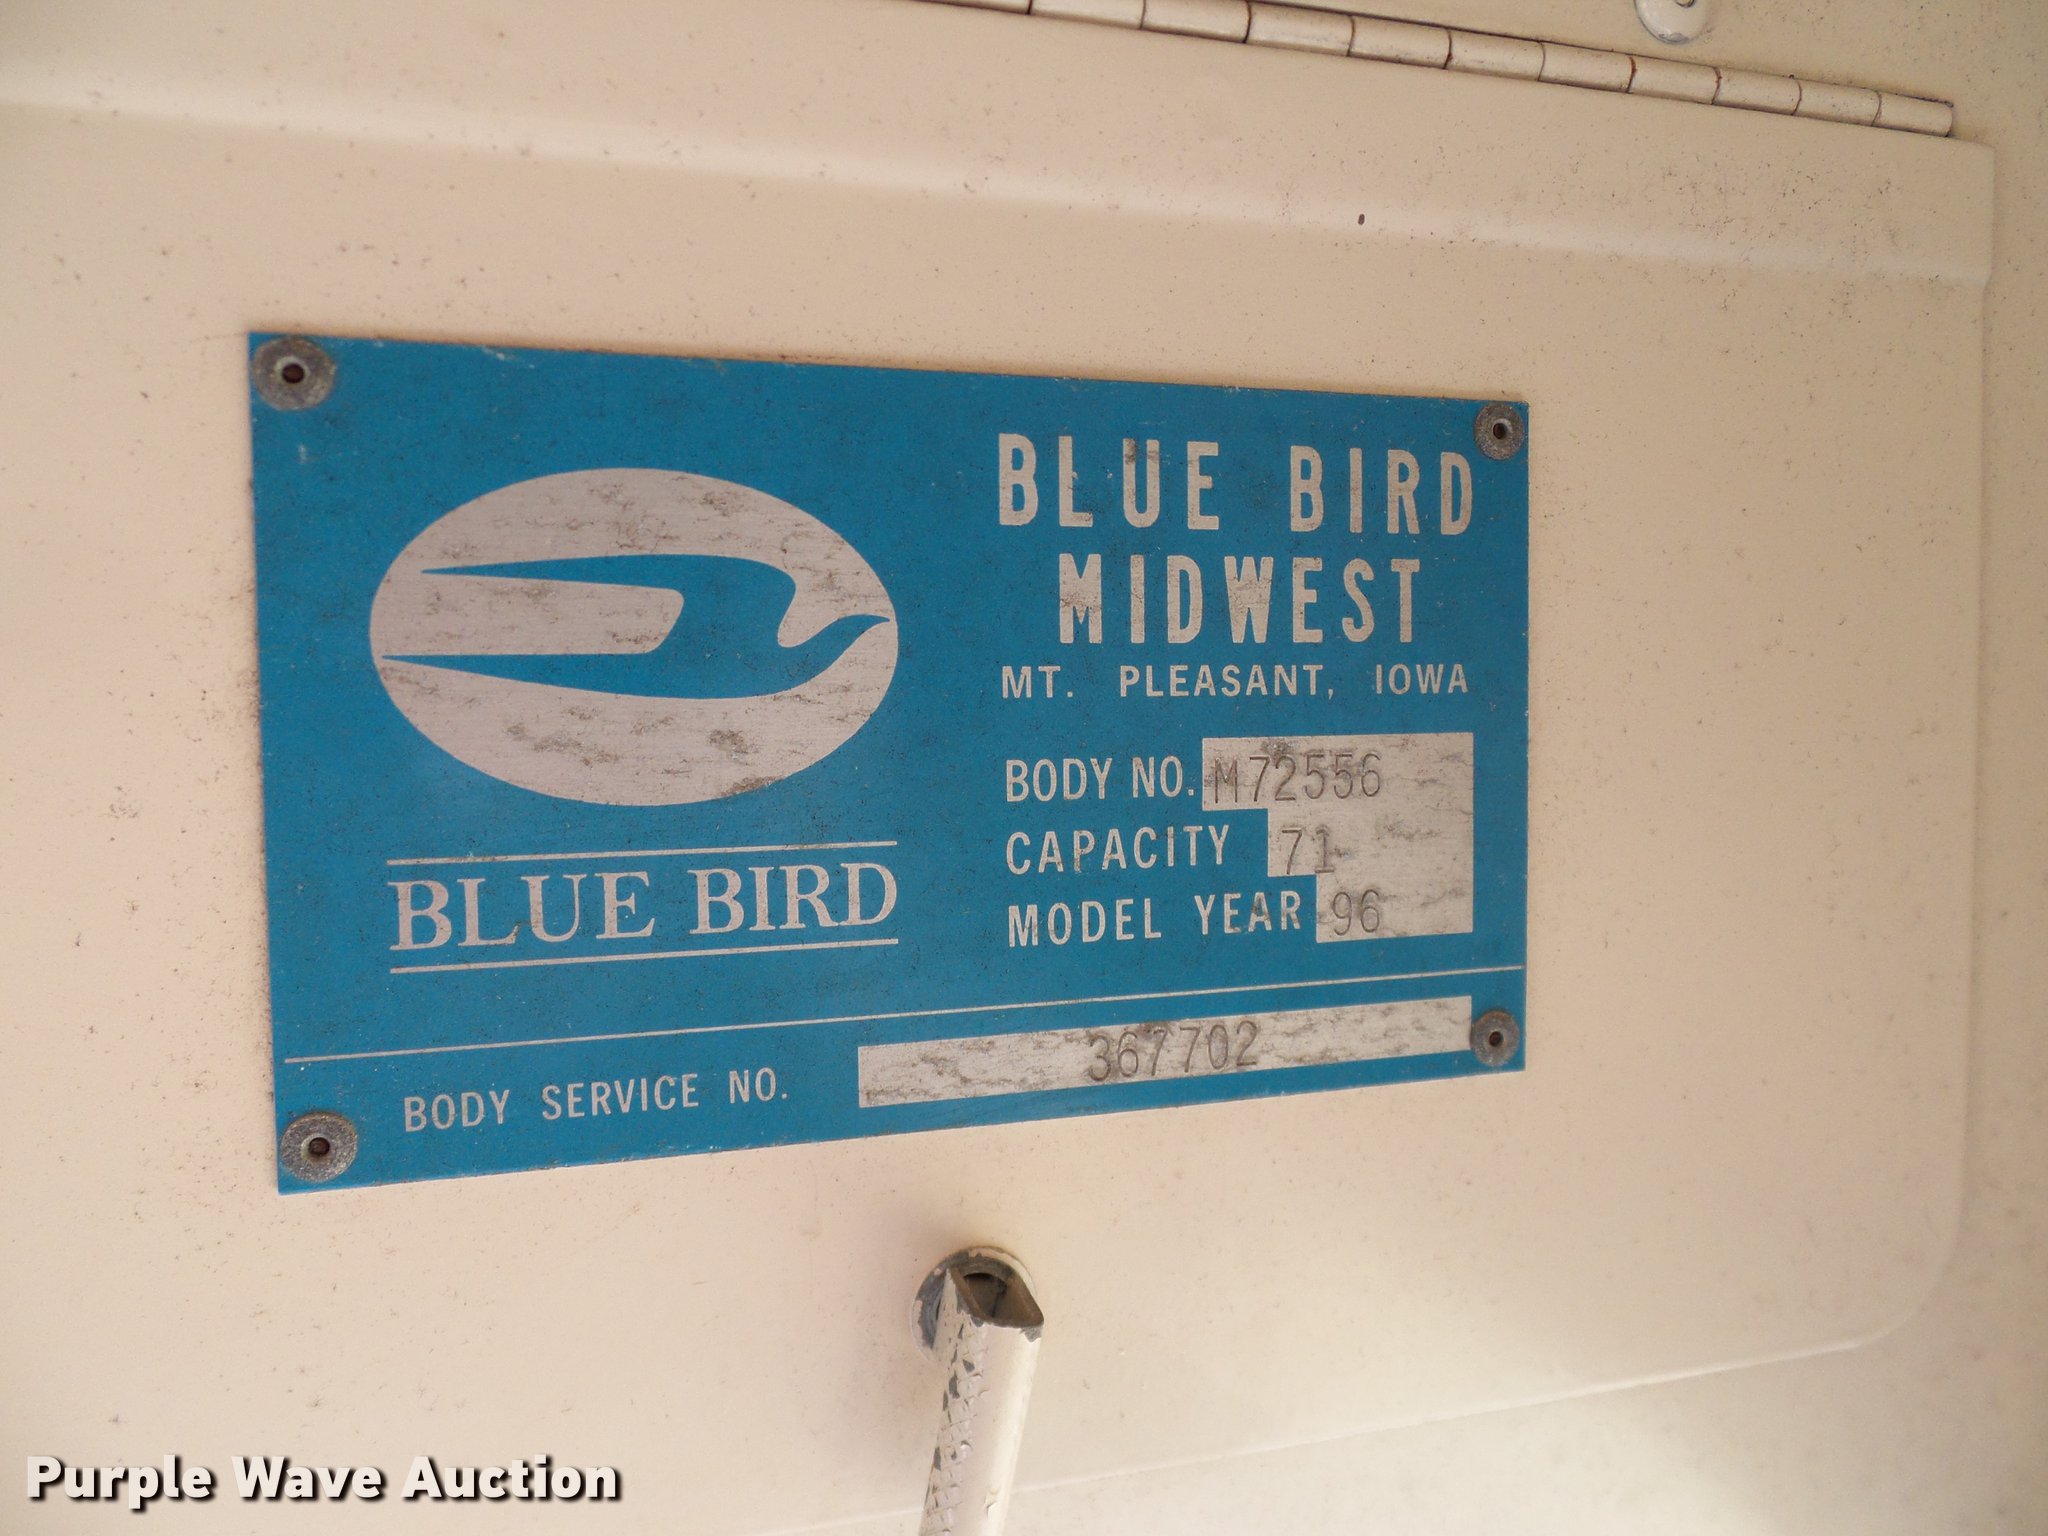 BLUE BIRD
MIDWEST
MT. PLEASANT, IOWA
BODY NO. M72556
CAPACITY 71
MODEL YEAR 96
BLUE BIRD
BODY SERVICE NO. 367702
Purple Wave Auction